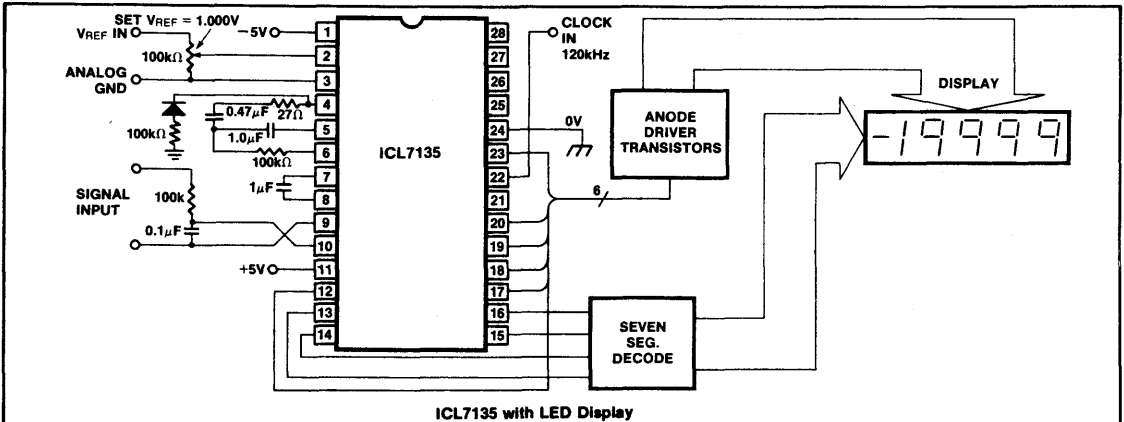 SET VREF = 1.000V
VREF IN
100kΩ
ANALOG
GND
0.47μF
27Ω
100kΩ
1.0μF
100kΩ
1μF
SIGNAL
INPUT
100k
0.1μF
-5V
+5V
1
2
3
4
5
6
7
8
9
10
11
12
13
14
ICL7135
28
27
26
25
24
23
22
21
20
19
18
17
16
15
CLOCK
IN
120kHz
0V
6
ANODE
DRIVER
TRANSISTORS
DISPLAY
-19999
SEVEN
SEG.
DECODE
ICL7135 with LED Display